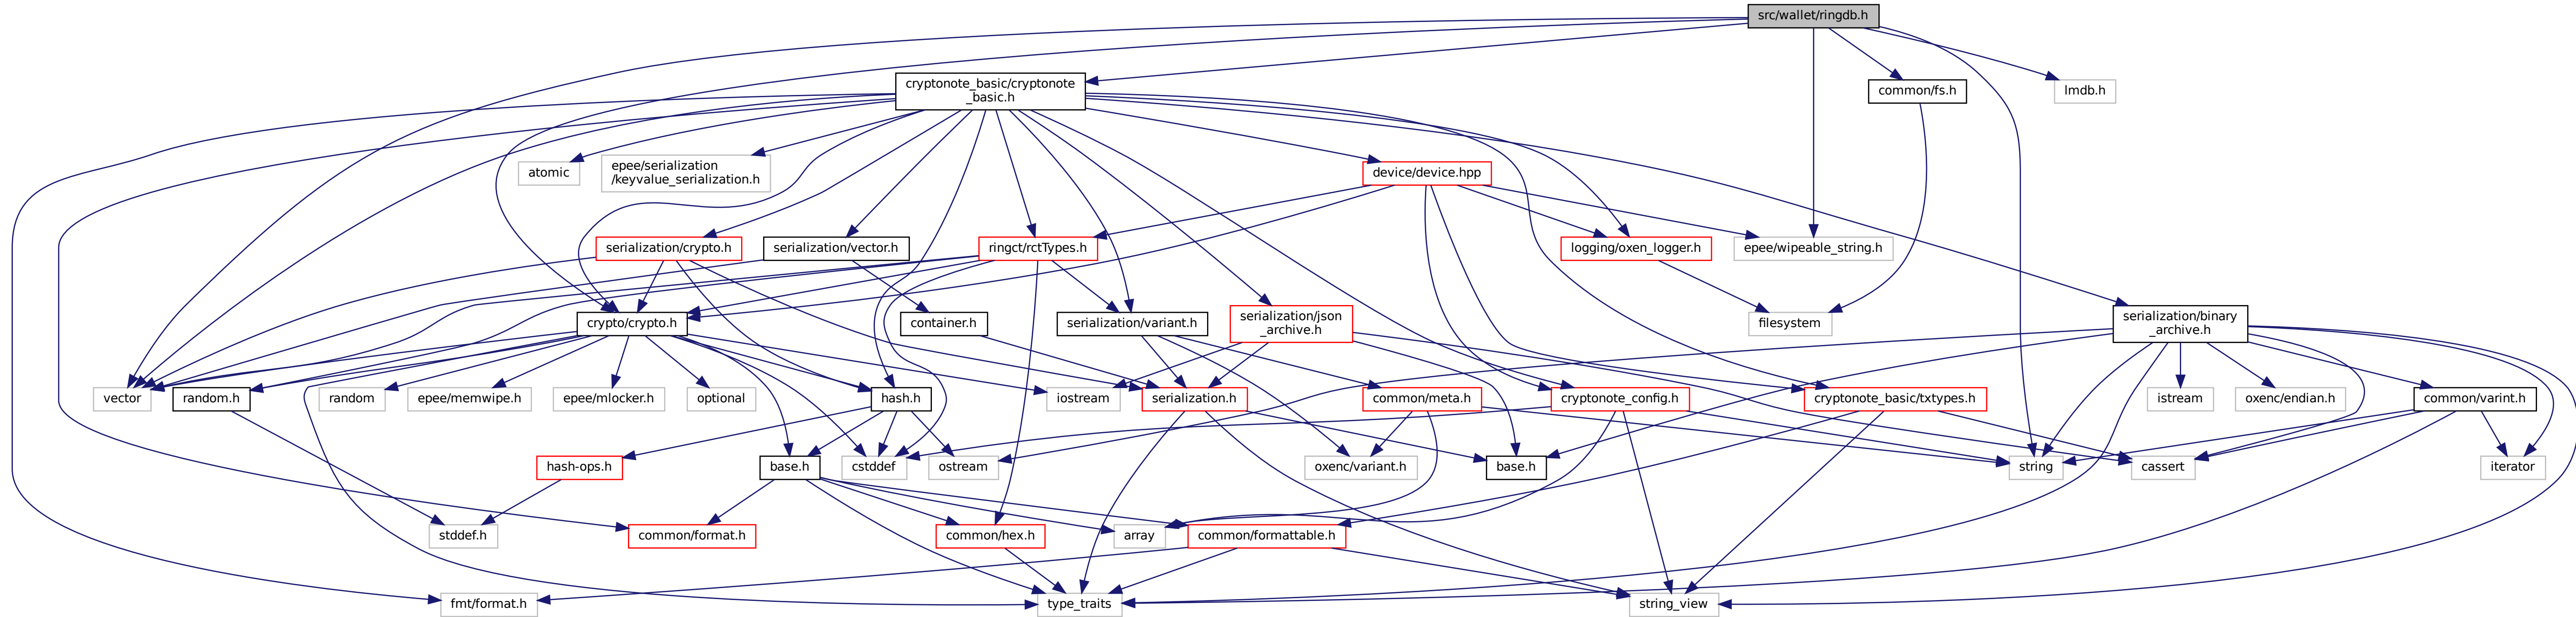 src/wallet/ringdb.h
cryptonote_basic/cryptonote
_basic.h
common/fs.h
lmdb.h
atomic
epee/serialization
/keyvalue_serialization.h
device/device.hpp
serialization/crypto.h
serialization/vector.h
ringct/rctTypes.h
logging/oxen_logger.h
epee/wipeable_string.h
crypto/crypto.h
container.h
serialization/variant.h
serialization/json
_archive.h
filesystem
serialization/binary
_archive.h
vector
random.h
random
epee/memwipe.h
epee/mlocker.h
optional
hash.h
iostream
serialization.h
common/meta.h
cryptonote_config.h
cryptonote_basic/txtypes.h
istream
oxenc/endian.h
common/varint.h
hash-ops.h
base.h
cstddef
ostream
oxenc/variant.h
base.h
string
cassert
iterator
stddef.h
common/format.h
common/hex.h
array
common/formattable.h
fmt/format.h
type_traits
string_view